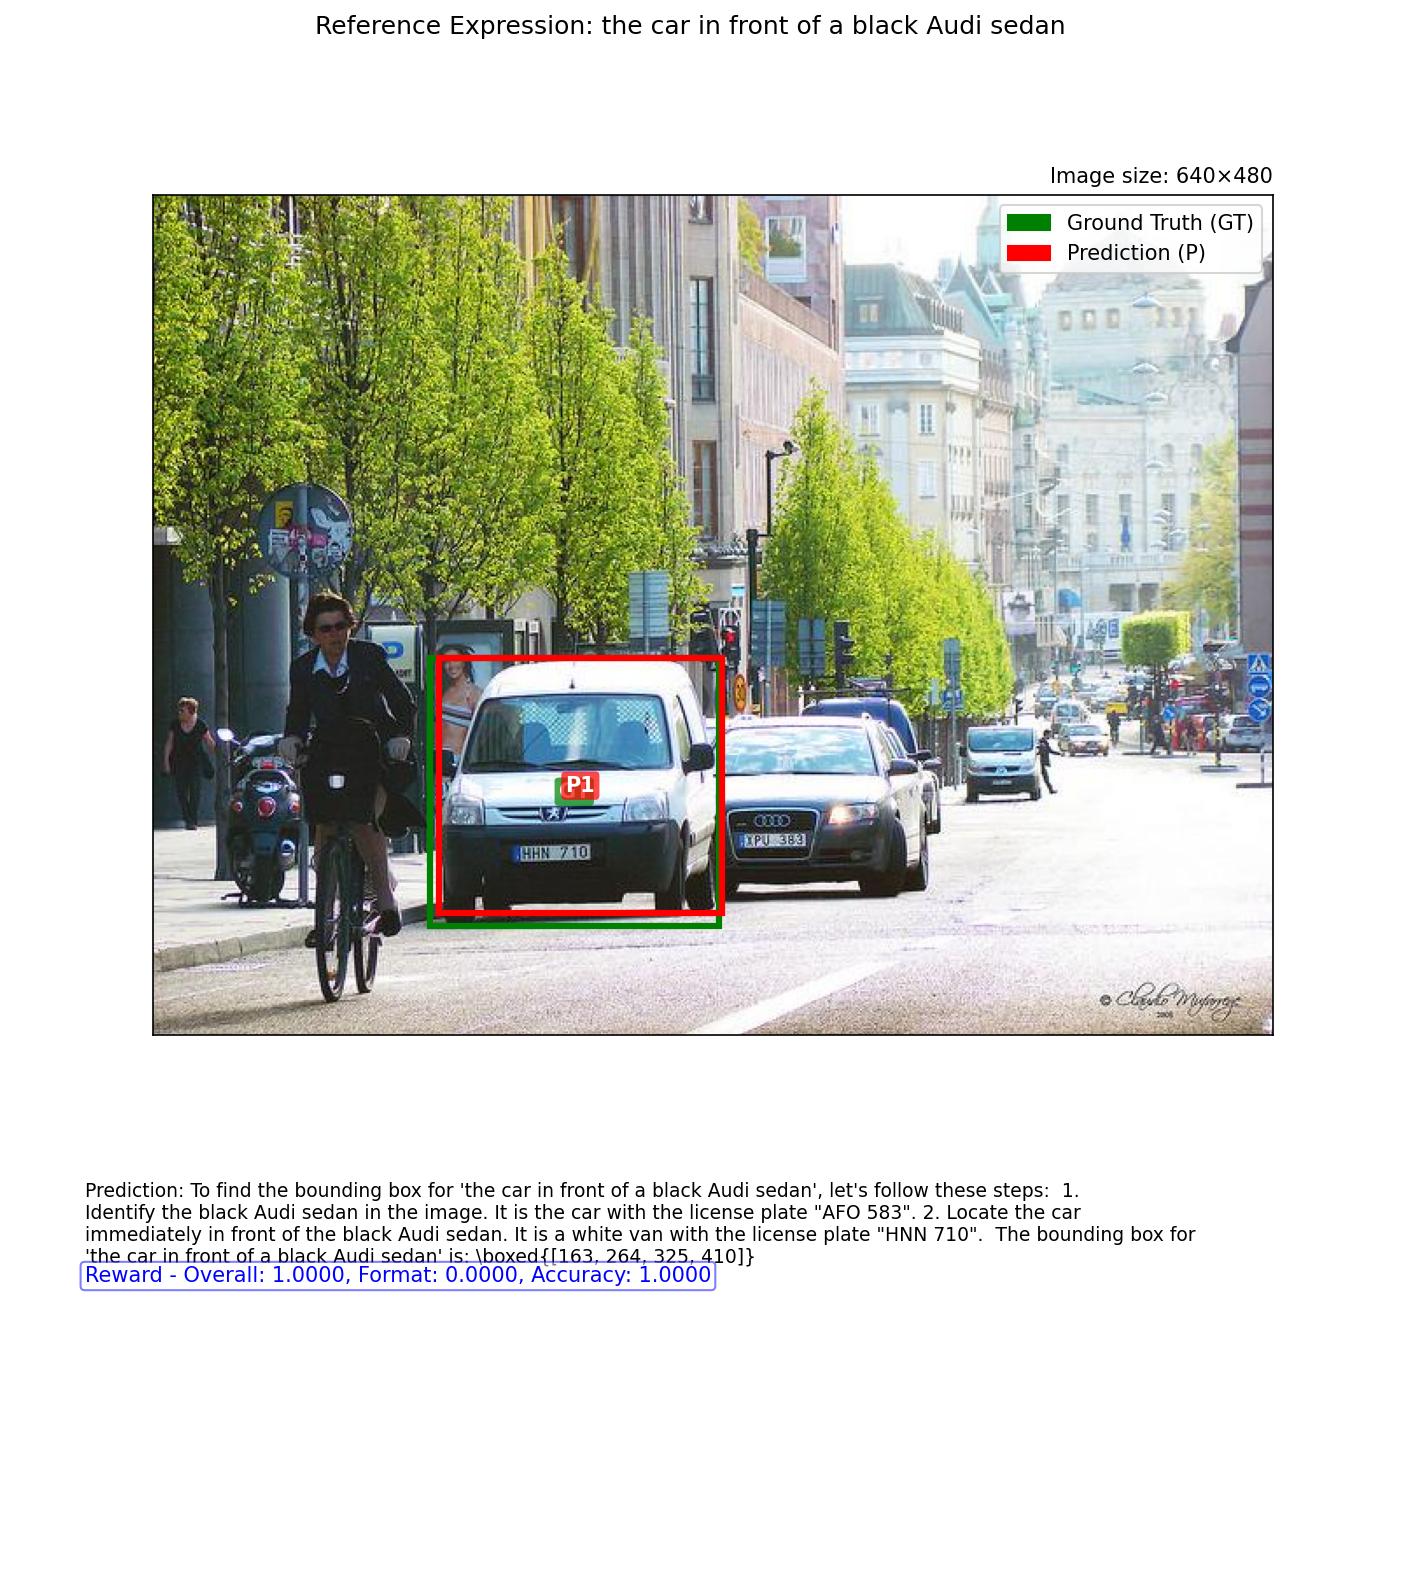 Reference Expression: the car in front of a black Audi sedan
Image size: 640×480
Ground Truth (GT)
Prediction (P)
P1
HHN 710
XPU 383
© Claudio
2008
Prediction: To find the bounding box for 'the car in front of a black Audi sedan', let's follow these steps:  1.
Identify the black Audi sedan in the image. It is the car with the license plate "AFO 583". 2. Locate the car
immediately in front of the black Audi sedan. It is a white van with the license plate "HNN 710".  The bounding box for
'the car in front of a black Audi sedan' is: \boxed{[[163, 264, 325, 410]]}
Reward - Overall: 1.0000, Format: 0.0000, Accuracy: 1.0000